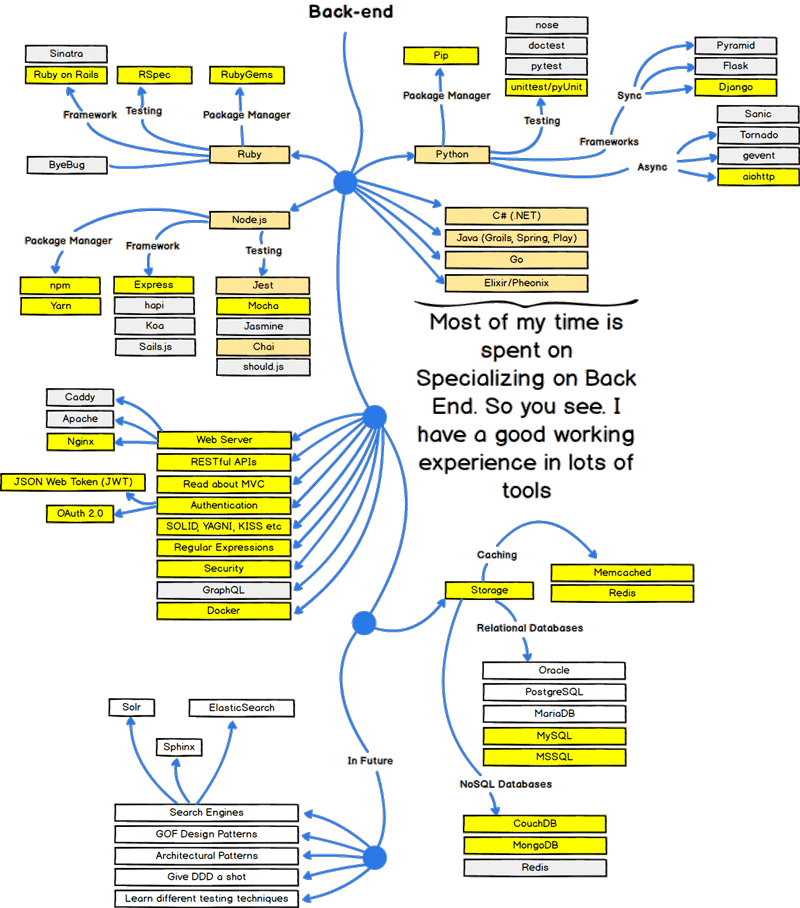 Back-end
Sinatra
Ruby on Rails
RSpec
RubyGems
Framework
Testing
Package Manager
ByeBug
Ruby
Pip
Package Manager
nose
doctest
pytest
unittest/pyUnit
Testing
Python
Sync
Frameworks
Async
Pyramid
Flask
Django
Sanic
Tornado
gevent
aiohttp
Node.js
Package Manager
Framework
Testing
npm
Yarn
Express
hapi
Koa
Sails.js
Jest
Mocha
Jasmine
Chai
should.js
C# (.NET)
Java (Grails, Spring, Play)
Go
Elixir/Pheonix
Most of my time is
spent on
Specializing on Back
End. So you see. I
have a good working
experience in lots of
tools
Caddy
Apache
Nginx
Web Server
RESTful APIs
Read about MVC
JSON Web Token (JWT)
OAuth 2.0
Authentication
SOLID, YAGNI, KISS etc
Regular Expressions
Security
GraphQL
Docker
Caching
Storage
Memcached
Redis
Relational Databases
Oracle
PostgreSQL
MariaDB
MySQL
MSSQL
NoSQL Databases
CouchDB
MongoDB
Redis
In Future
Solr
ElasticSearch
Sphinx
Search Engines
GOF Design Patterns
Architectural Patterns
Give DDD a shot
Learn different testing techniques